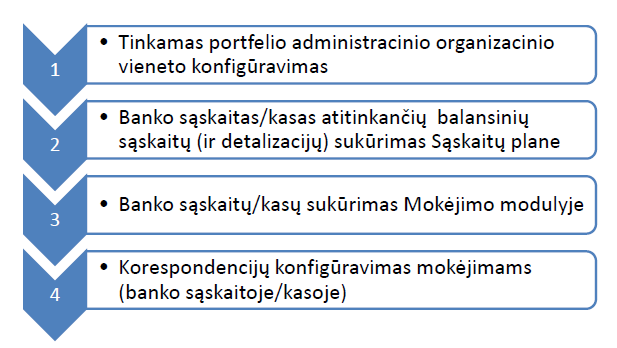 1
• Tinkamas portfelio administracinio organizacinio
vieneto konfigūravimas
2
• Banko sąskaitas/kasas atitinkančių balansinių
sąskaitų (ir detalizacijų) sukūrimas Sąskaitų plane
3
• Banko sąskaitų/kasų sukūrimas Mokėjimo modulyje
4
• Korespondencijų konfigūravimas mokėjimams
(banko sąskaitoje/kasoje)